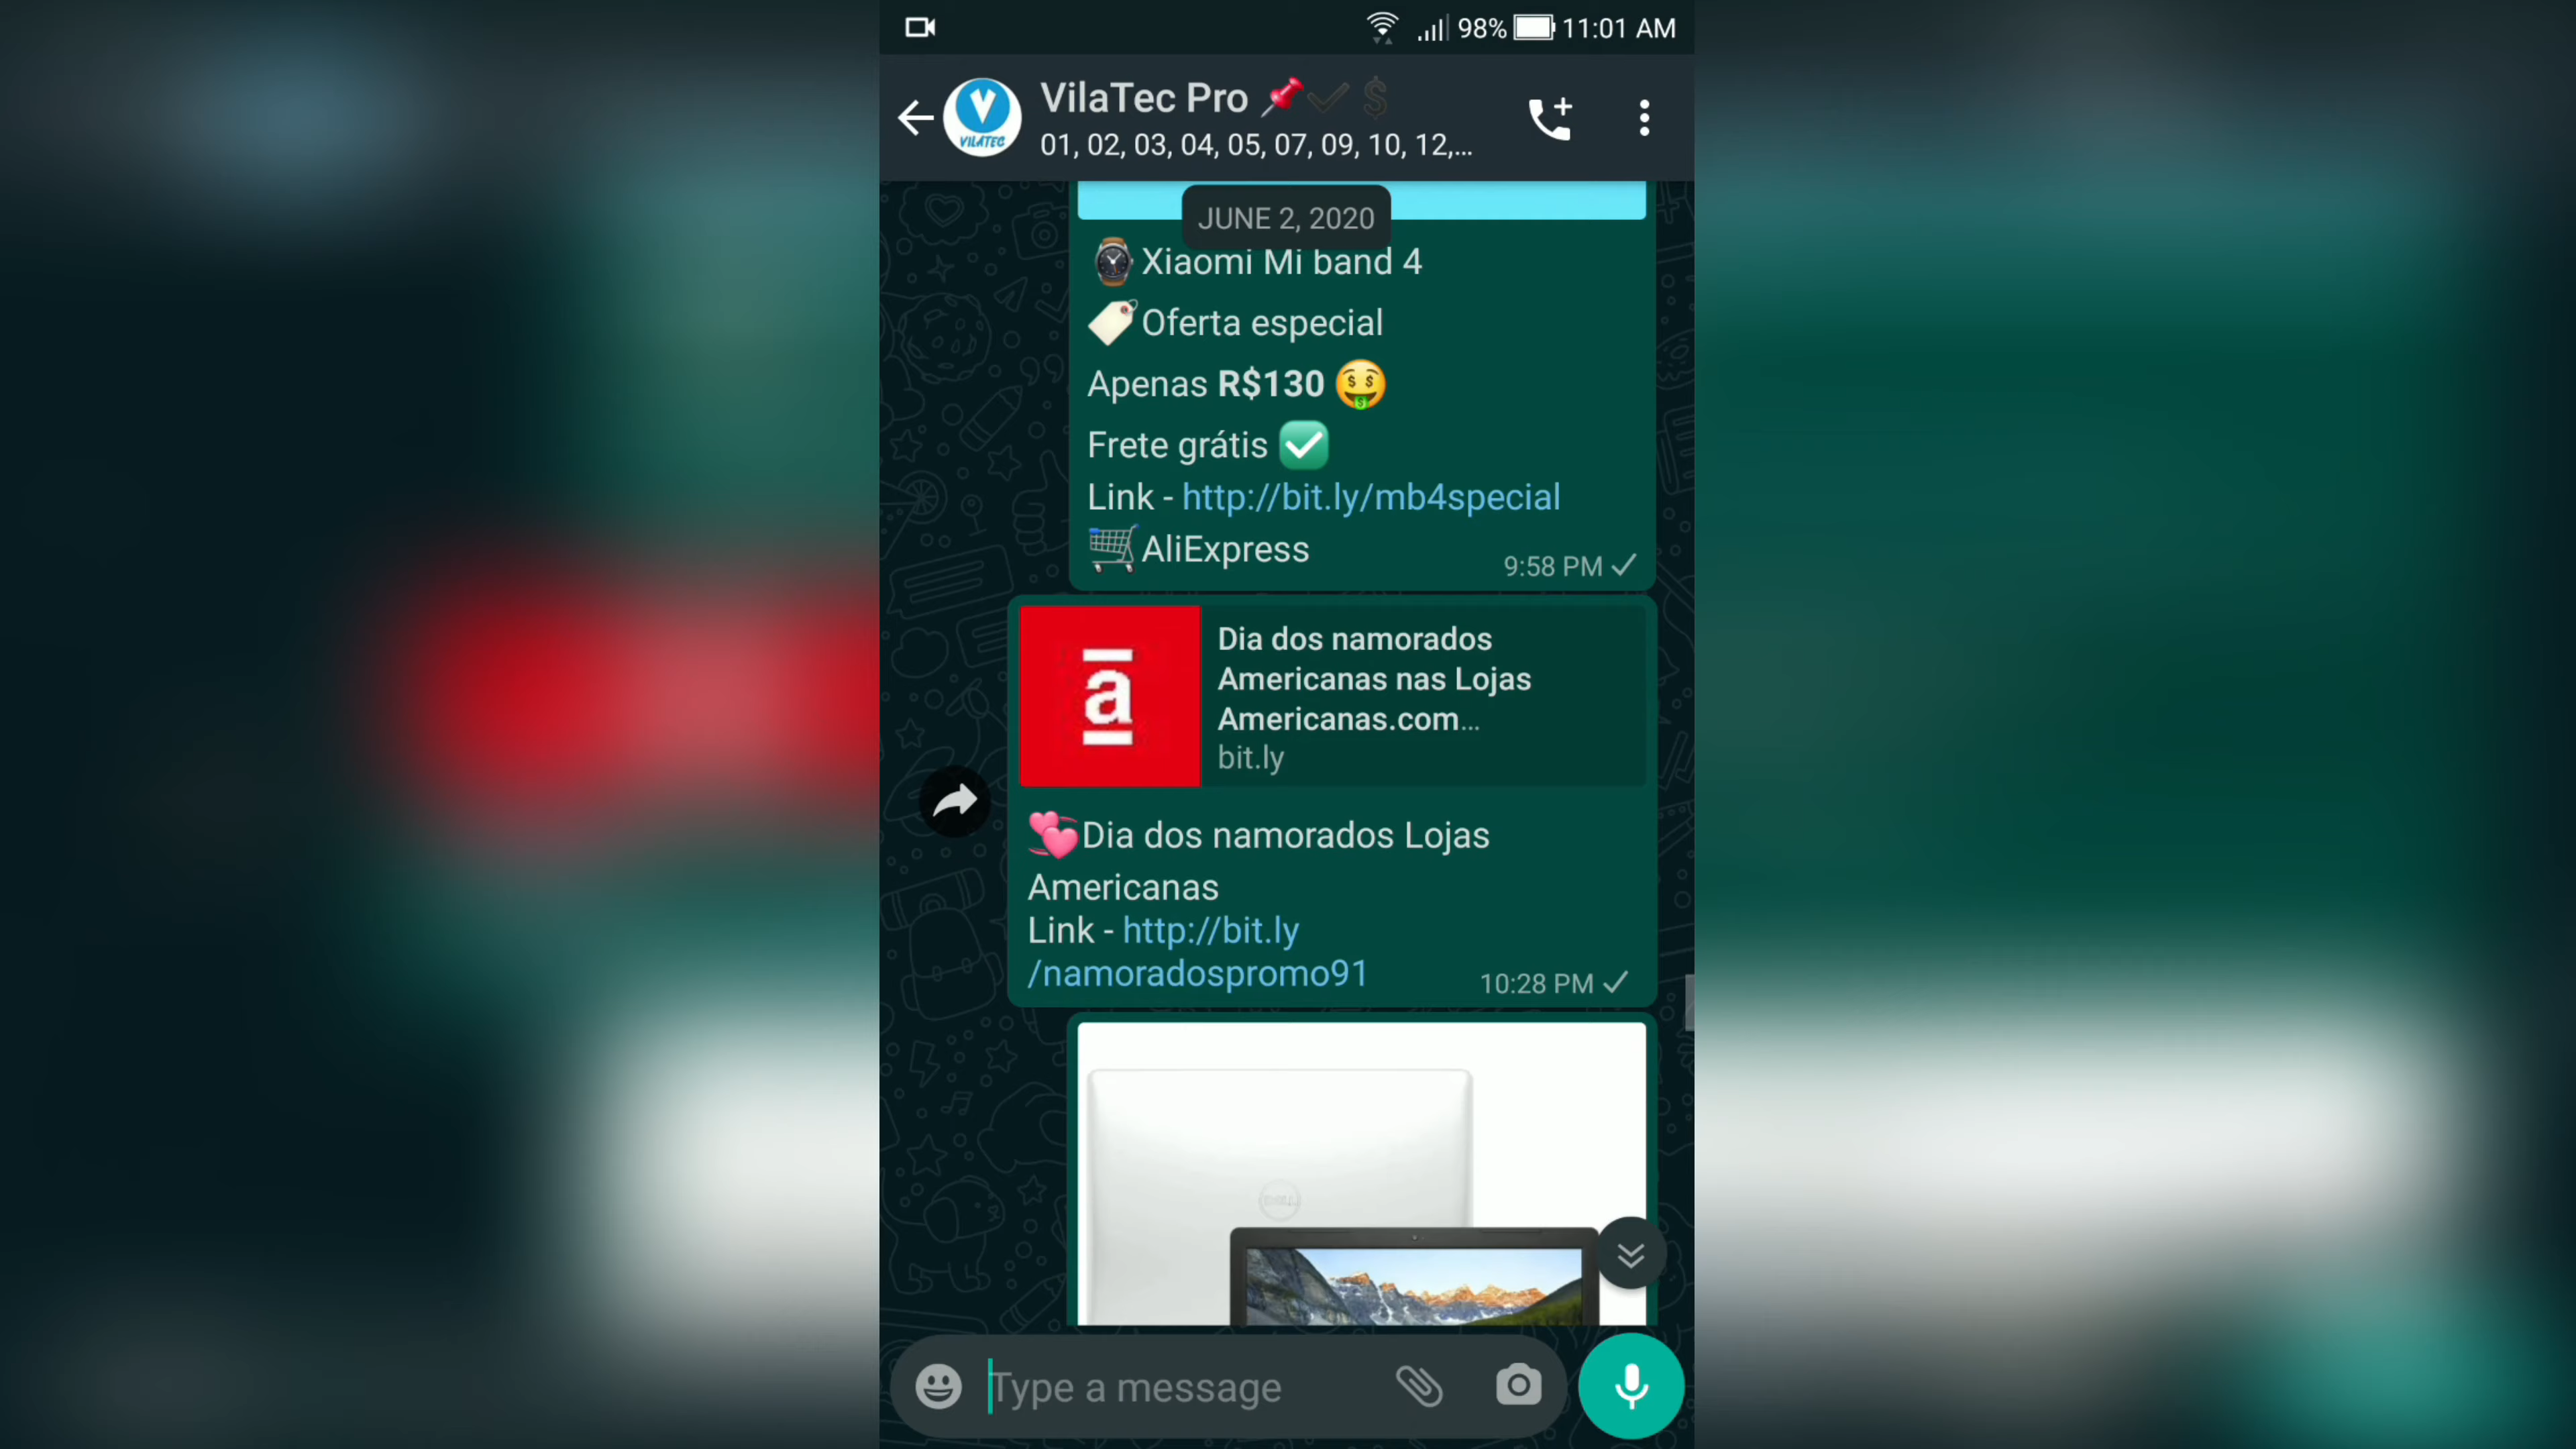 98% 11:01 AM
VilaTec Pro
VILATEC
01, 02, 03, 04, 05, 07, 09, 10, 12,...
JUNE 2, 2020
Xiaomi Mi band 4
Oferta especial
Apenas R$130
Frete grátis
Link - http://bit.ly/mb4special
AliExpress
9:58 PM
a
Dia dos namorados
Americanas nas Lojas
Americanas.com...
bit.ly
Dia dos namorados Lojas
Americanas
Link - http://bit.ly
/namoradospromo91
10:28 PM
DELL
Type a message